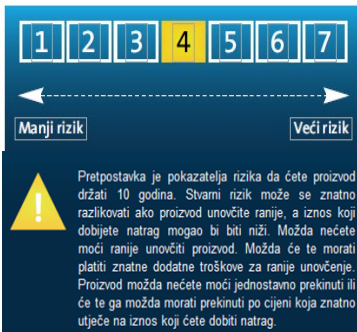 1 2 3 4 5 6 7
Manji rizik Veći rizik
Pretpostavka je pokazatelja rizika da ćete proizvod
držati 10 godina. Stvarni rizik može se znatno
razlikovati ako proizvod unovčite ranije, a iznos koji
dobijete natrag mogao bi biti niži. Možda nećete
moći ranije unovčiti proizvod. Možda će te morati
platiti znatne dodatne troškove za ranije unovčenje.
Proizvod možda nećete moći jednostavno prekinuti ili
će te ga možda morati prekinuti po cijeni koja znatno
utječe na iznos koji ćete dobiti natrag.